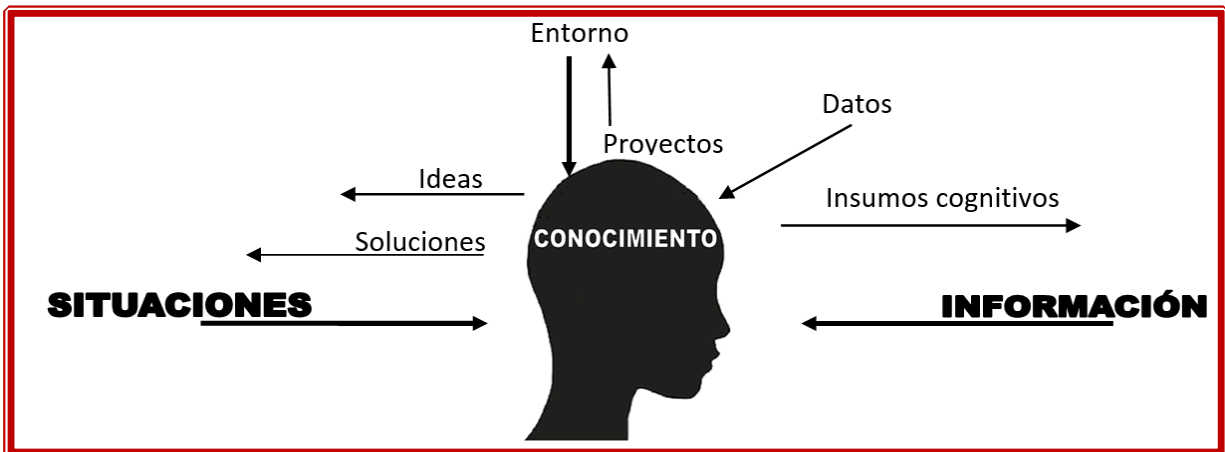 Entorno
Datos
Proyectos
Ideas
Insumos cognitivos
Soluciones
CONOCIMIENTO
SITUACIONES
INFORMACIÓN